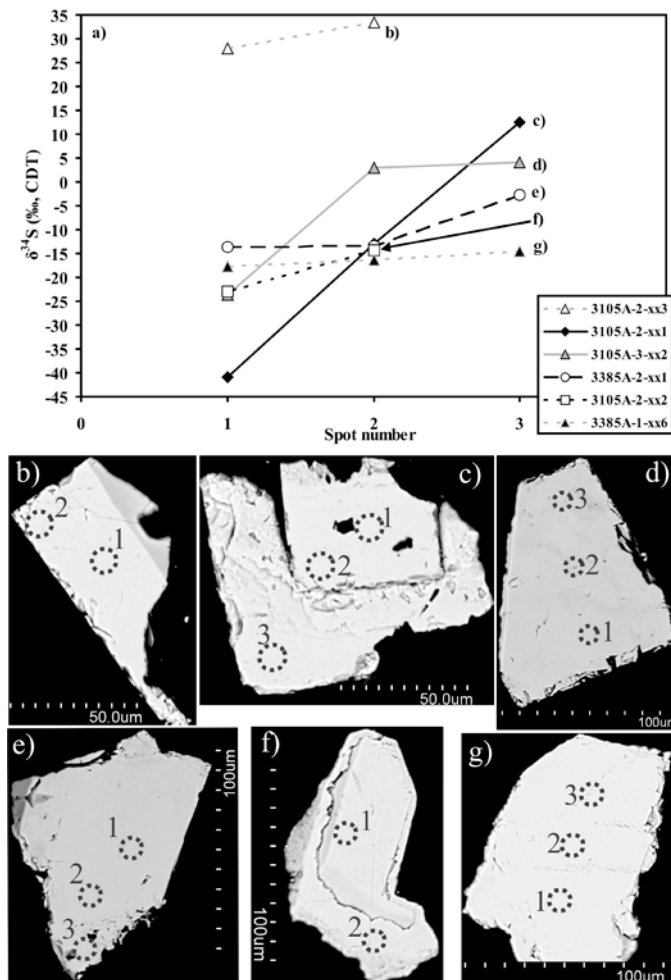 a)
b)
35
30
25
20
15
10
5
0
-5
-10
-15
-20
-25
-30
-35
-40
-45
δ³⁴S (‰, CDT)
c)
d)
e)
f)
g)
0
1
2
3
Spot number
3105A-2-xx3
3105A-2-xx1
3105A-3-xx2
3385A-2-xx1
3105A-2-xx2
3385A-1-xx6
b)
2
1
50.0um
c)
1
2
3
50.0um
d)
3
2
1
100um
e)
1
2
3
100um
f)
1
2
100um
g)
3
2
1
100um